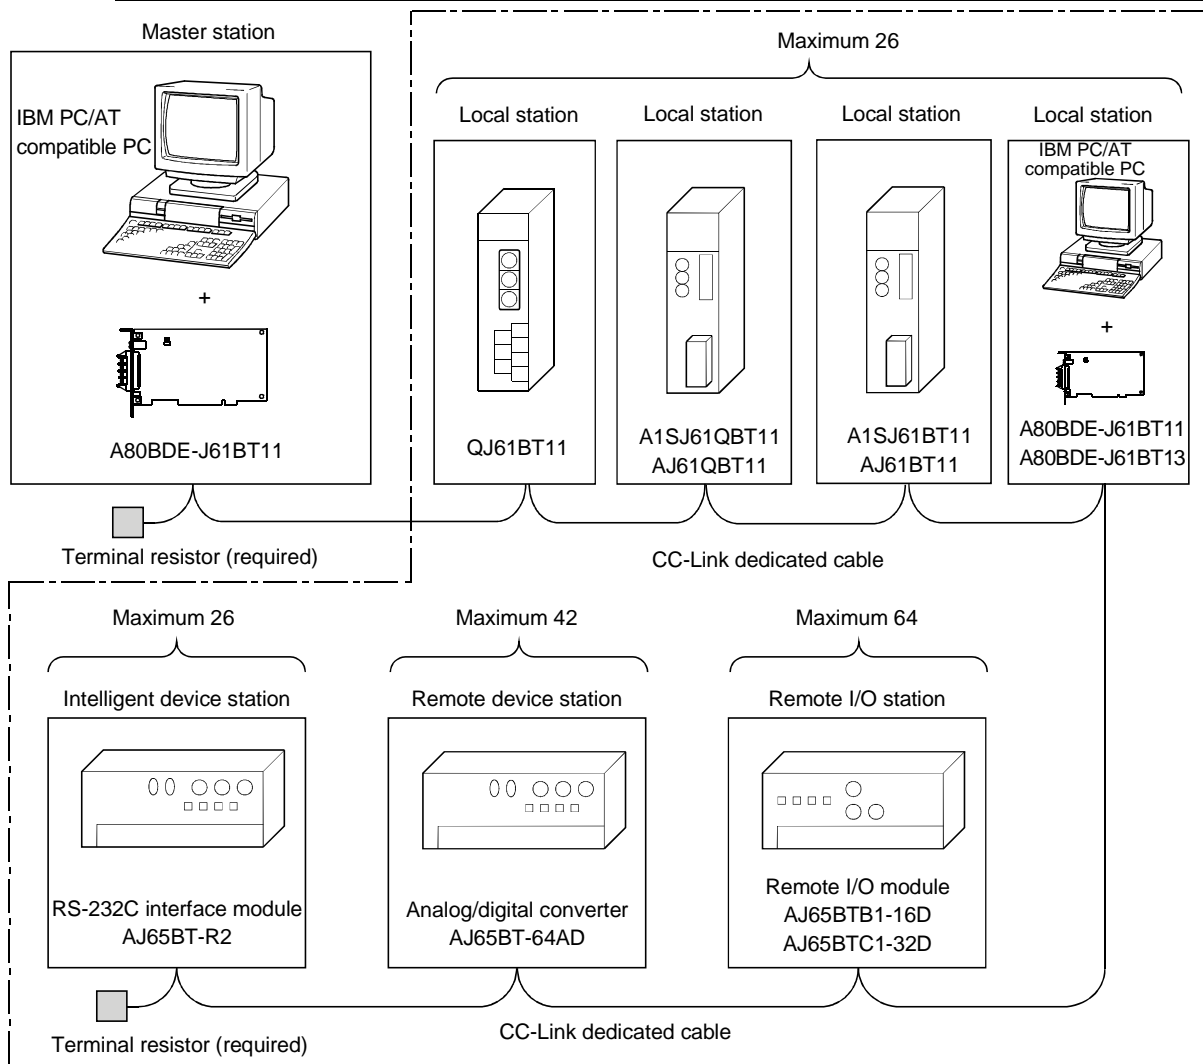 Master station
IBM PC/AT
compatible PC
+
A80BDE-J61BT11
Terminal resistor (required)
Maximum 26
Local station
QJ61BT11
Local station
A1SJ61QBT11
AJ61QBT11
Local station
A1SJ61BT11
AJ61BT11
Local station
IBM PC/AT
compatible PC
+
A80BDE-J61BT11
A80BDE-J61BT13
CC-Link dedicated cable
Maximum 26
Intelligent device station
RS-232C interface module
AJ65BT-R2
Maximum 42
Remote device station
Analog/digital converter
AJ65BT-64AD
Maximum 64
Remote I/O station
Remote I/O module
AJ65BTB1-16D
AJ65BTC1-32D
Terminal resistor (required)
CC-Link dedicated cable